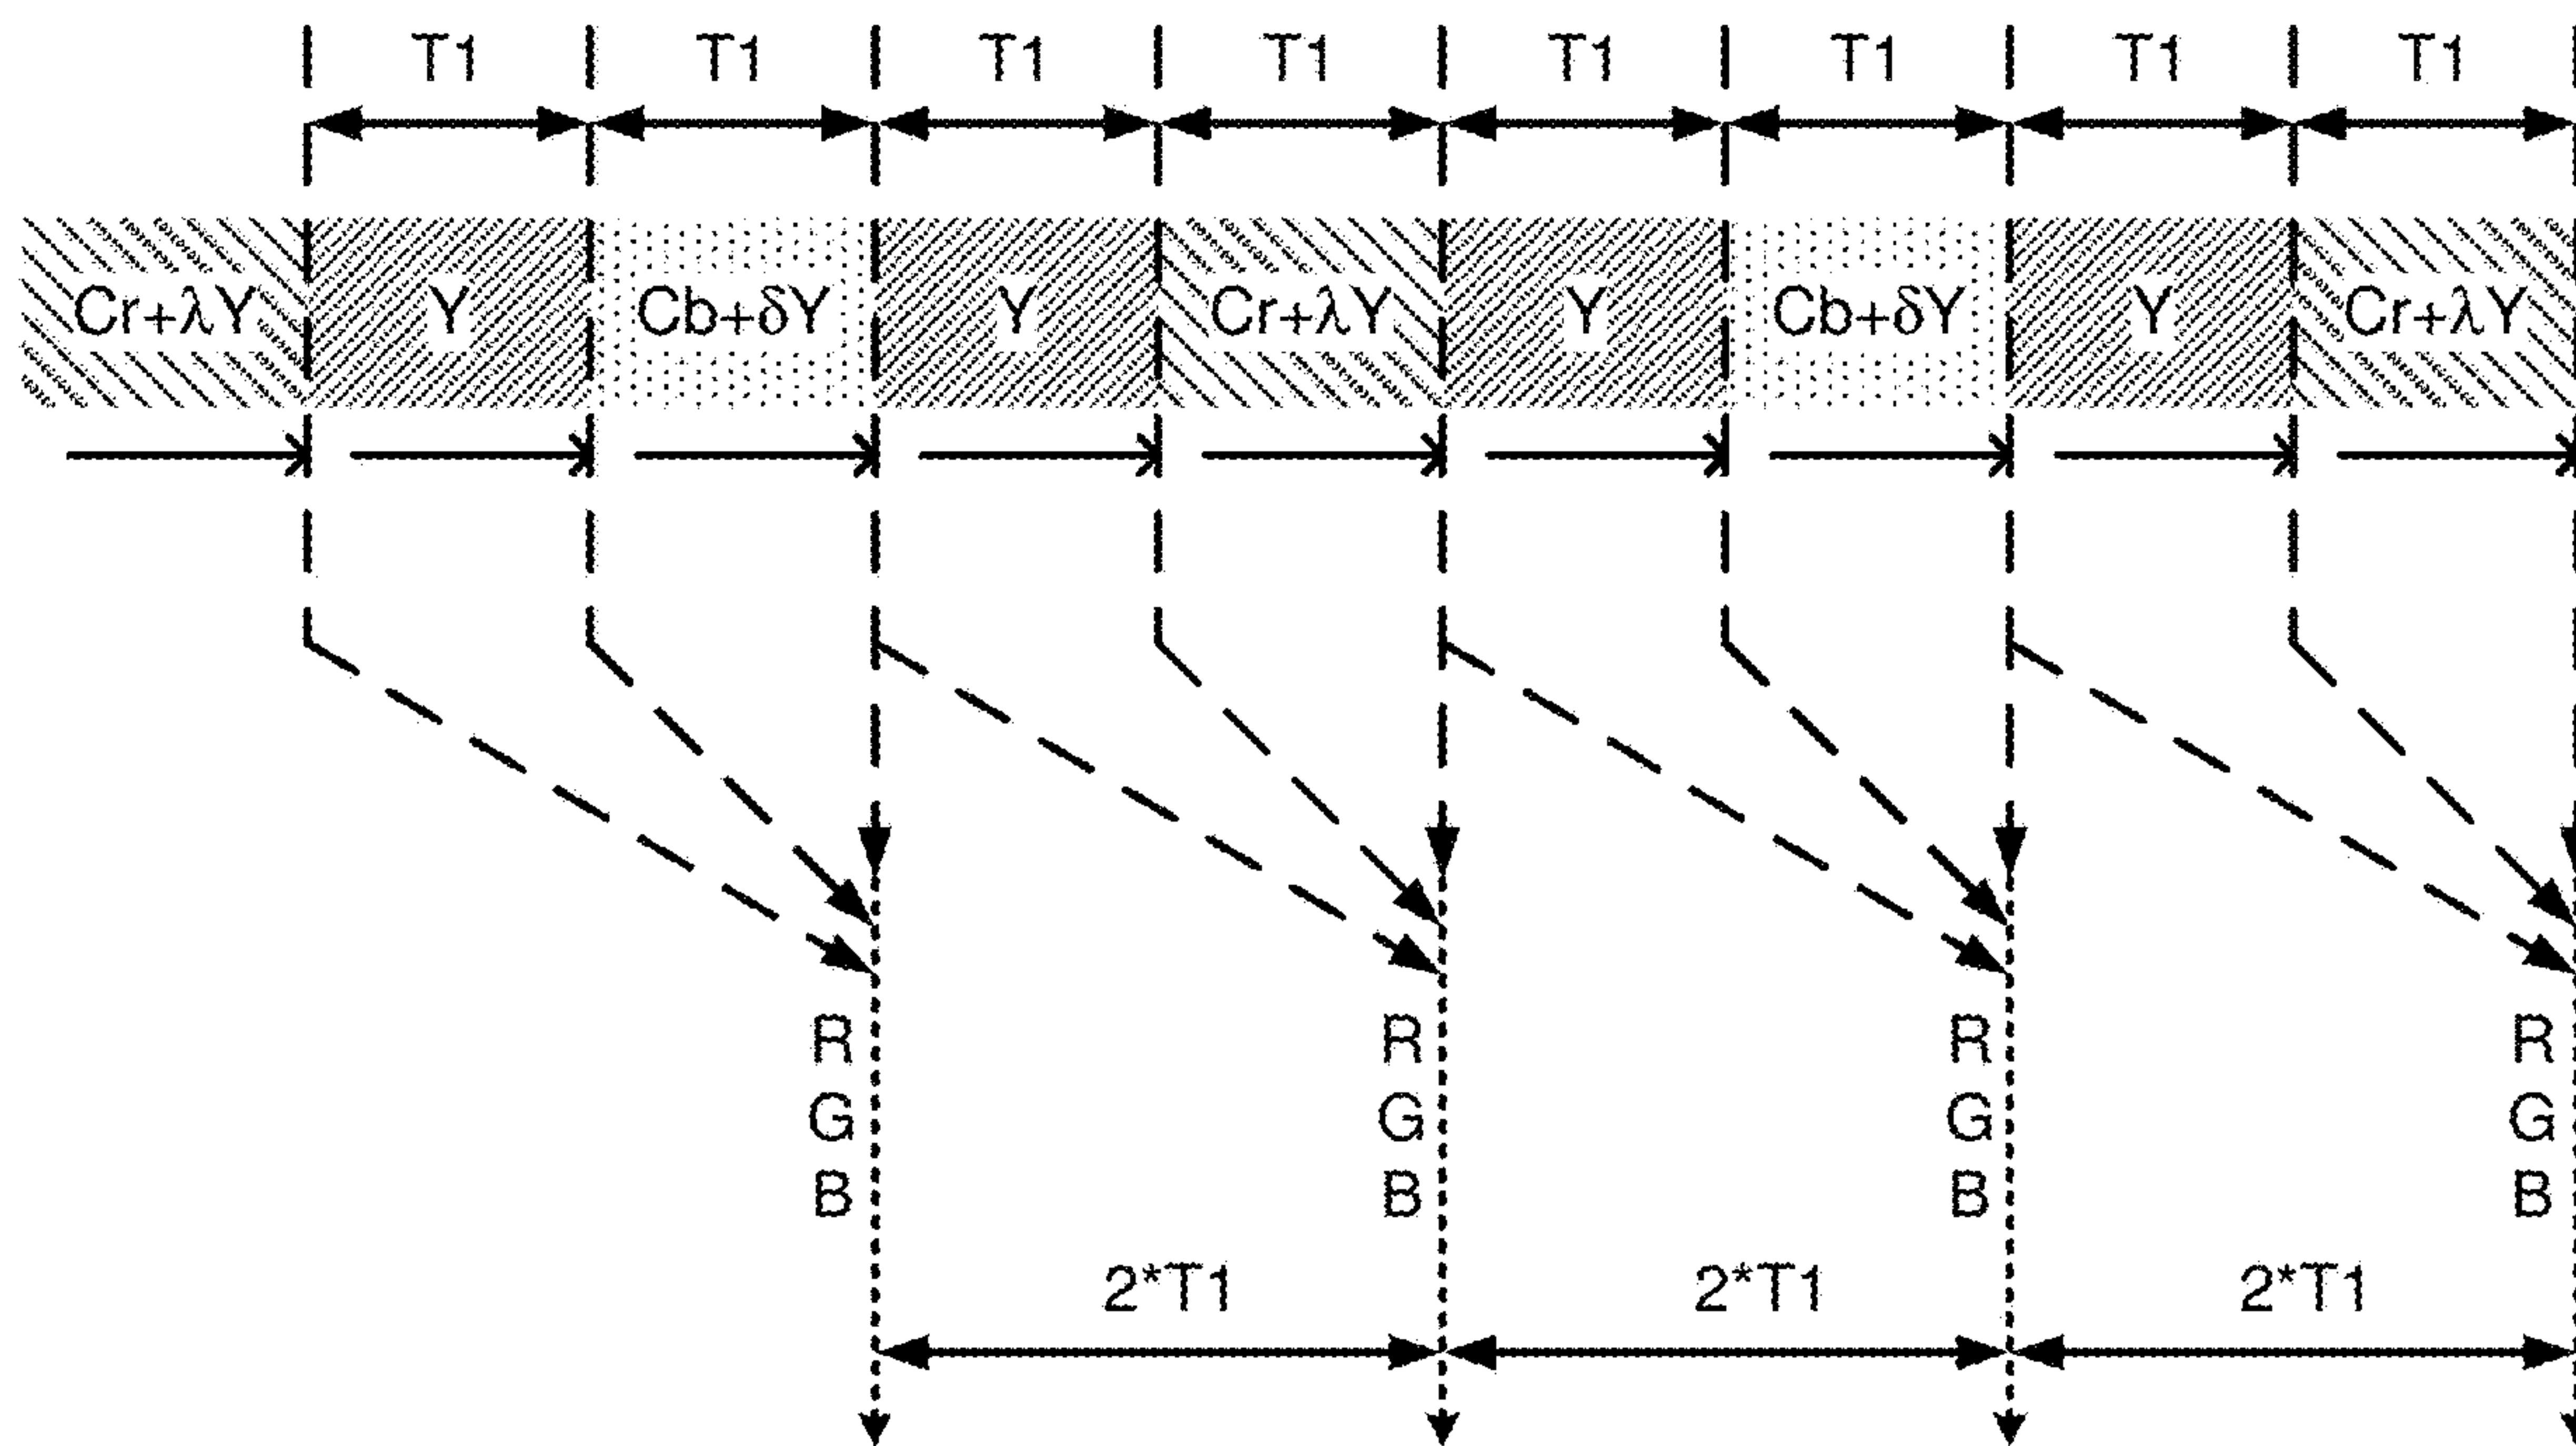 T1 T1 T1 T1 T1 T1 T1 T1
Cr+λY Y Cb+δY Y Cr+λY Y Cb+δY Y Cr+λY
R R R R
G G G G
B B B B
2*T1 2*T1 2*T1